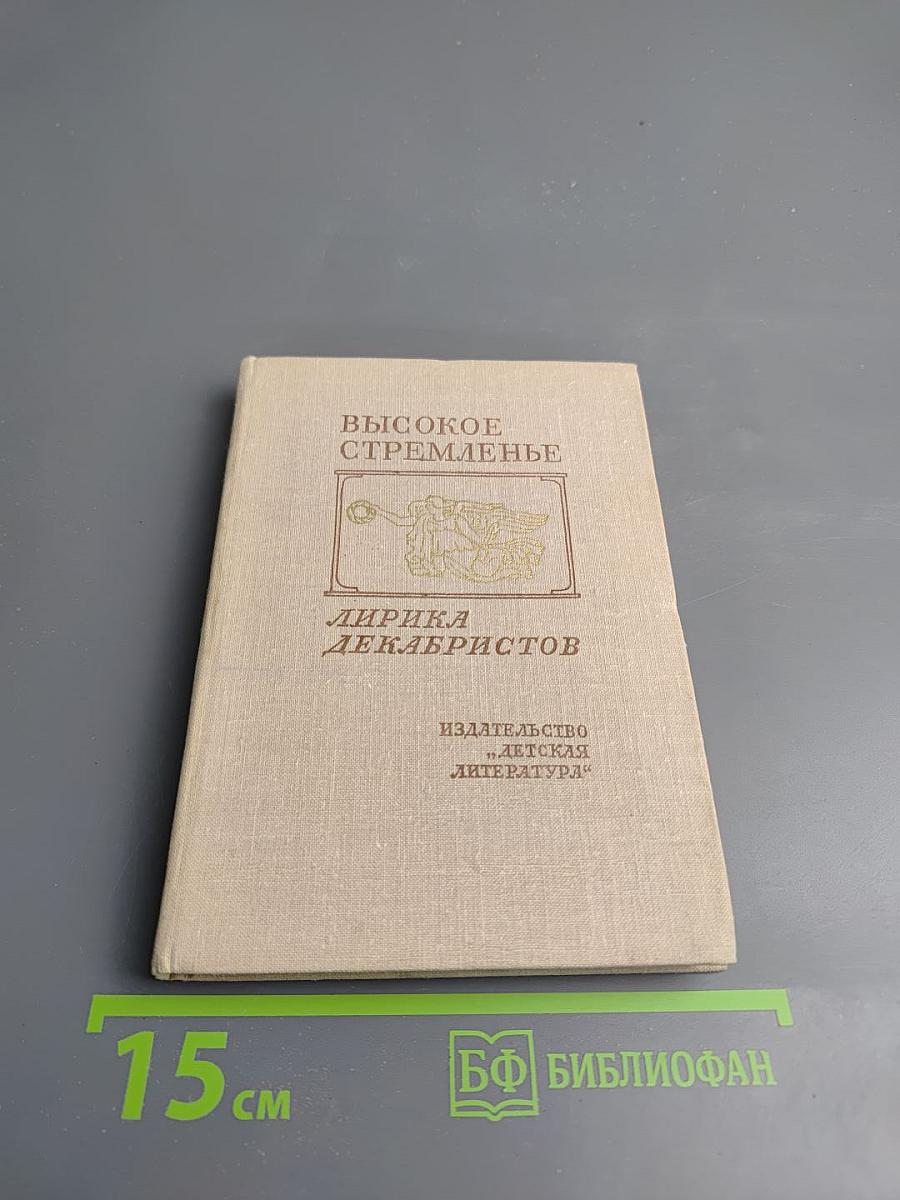 ВЫСОКОЕ
СТРЕМЛЕНЬЕ
ЛИРИКА
ДЕКАБРИСТОВ
ИЗДАТЕЛЬСТВО
„ДЕТСКАЯ
ЛИТЕРАТУРА“
15 см
БФ БИБЛИОФАН